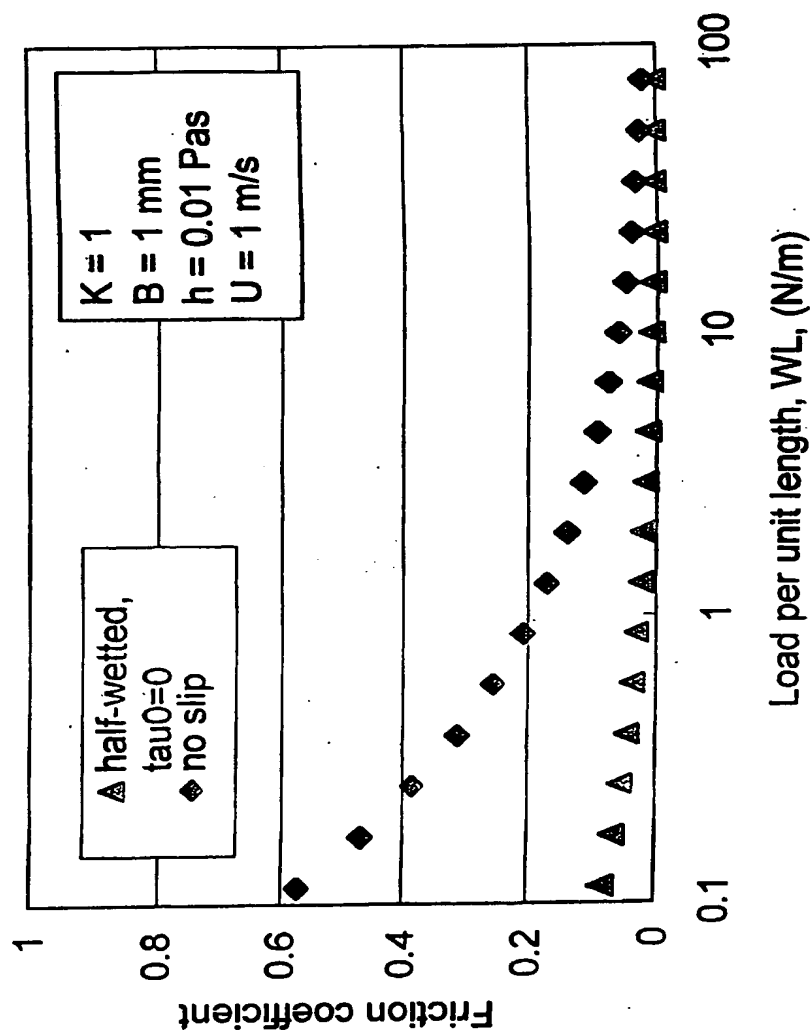 1
0.8
0.6
0.4
0.2
0
Friction coefficient
half-wetted,
tau0=0
no slip
K = 1
B = 1 mm
h = 0.01 Pas
U = 1 m/s
0.1
1
10
100
Load per unit length, WL, (N/m)